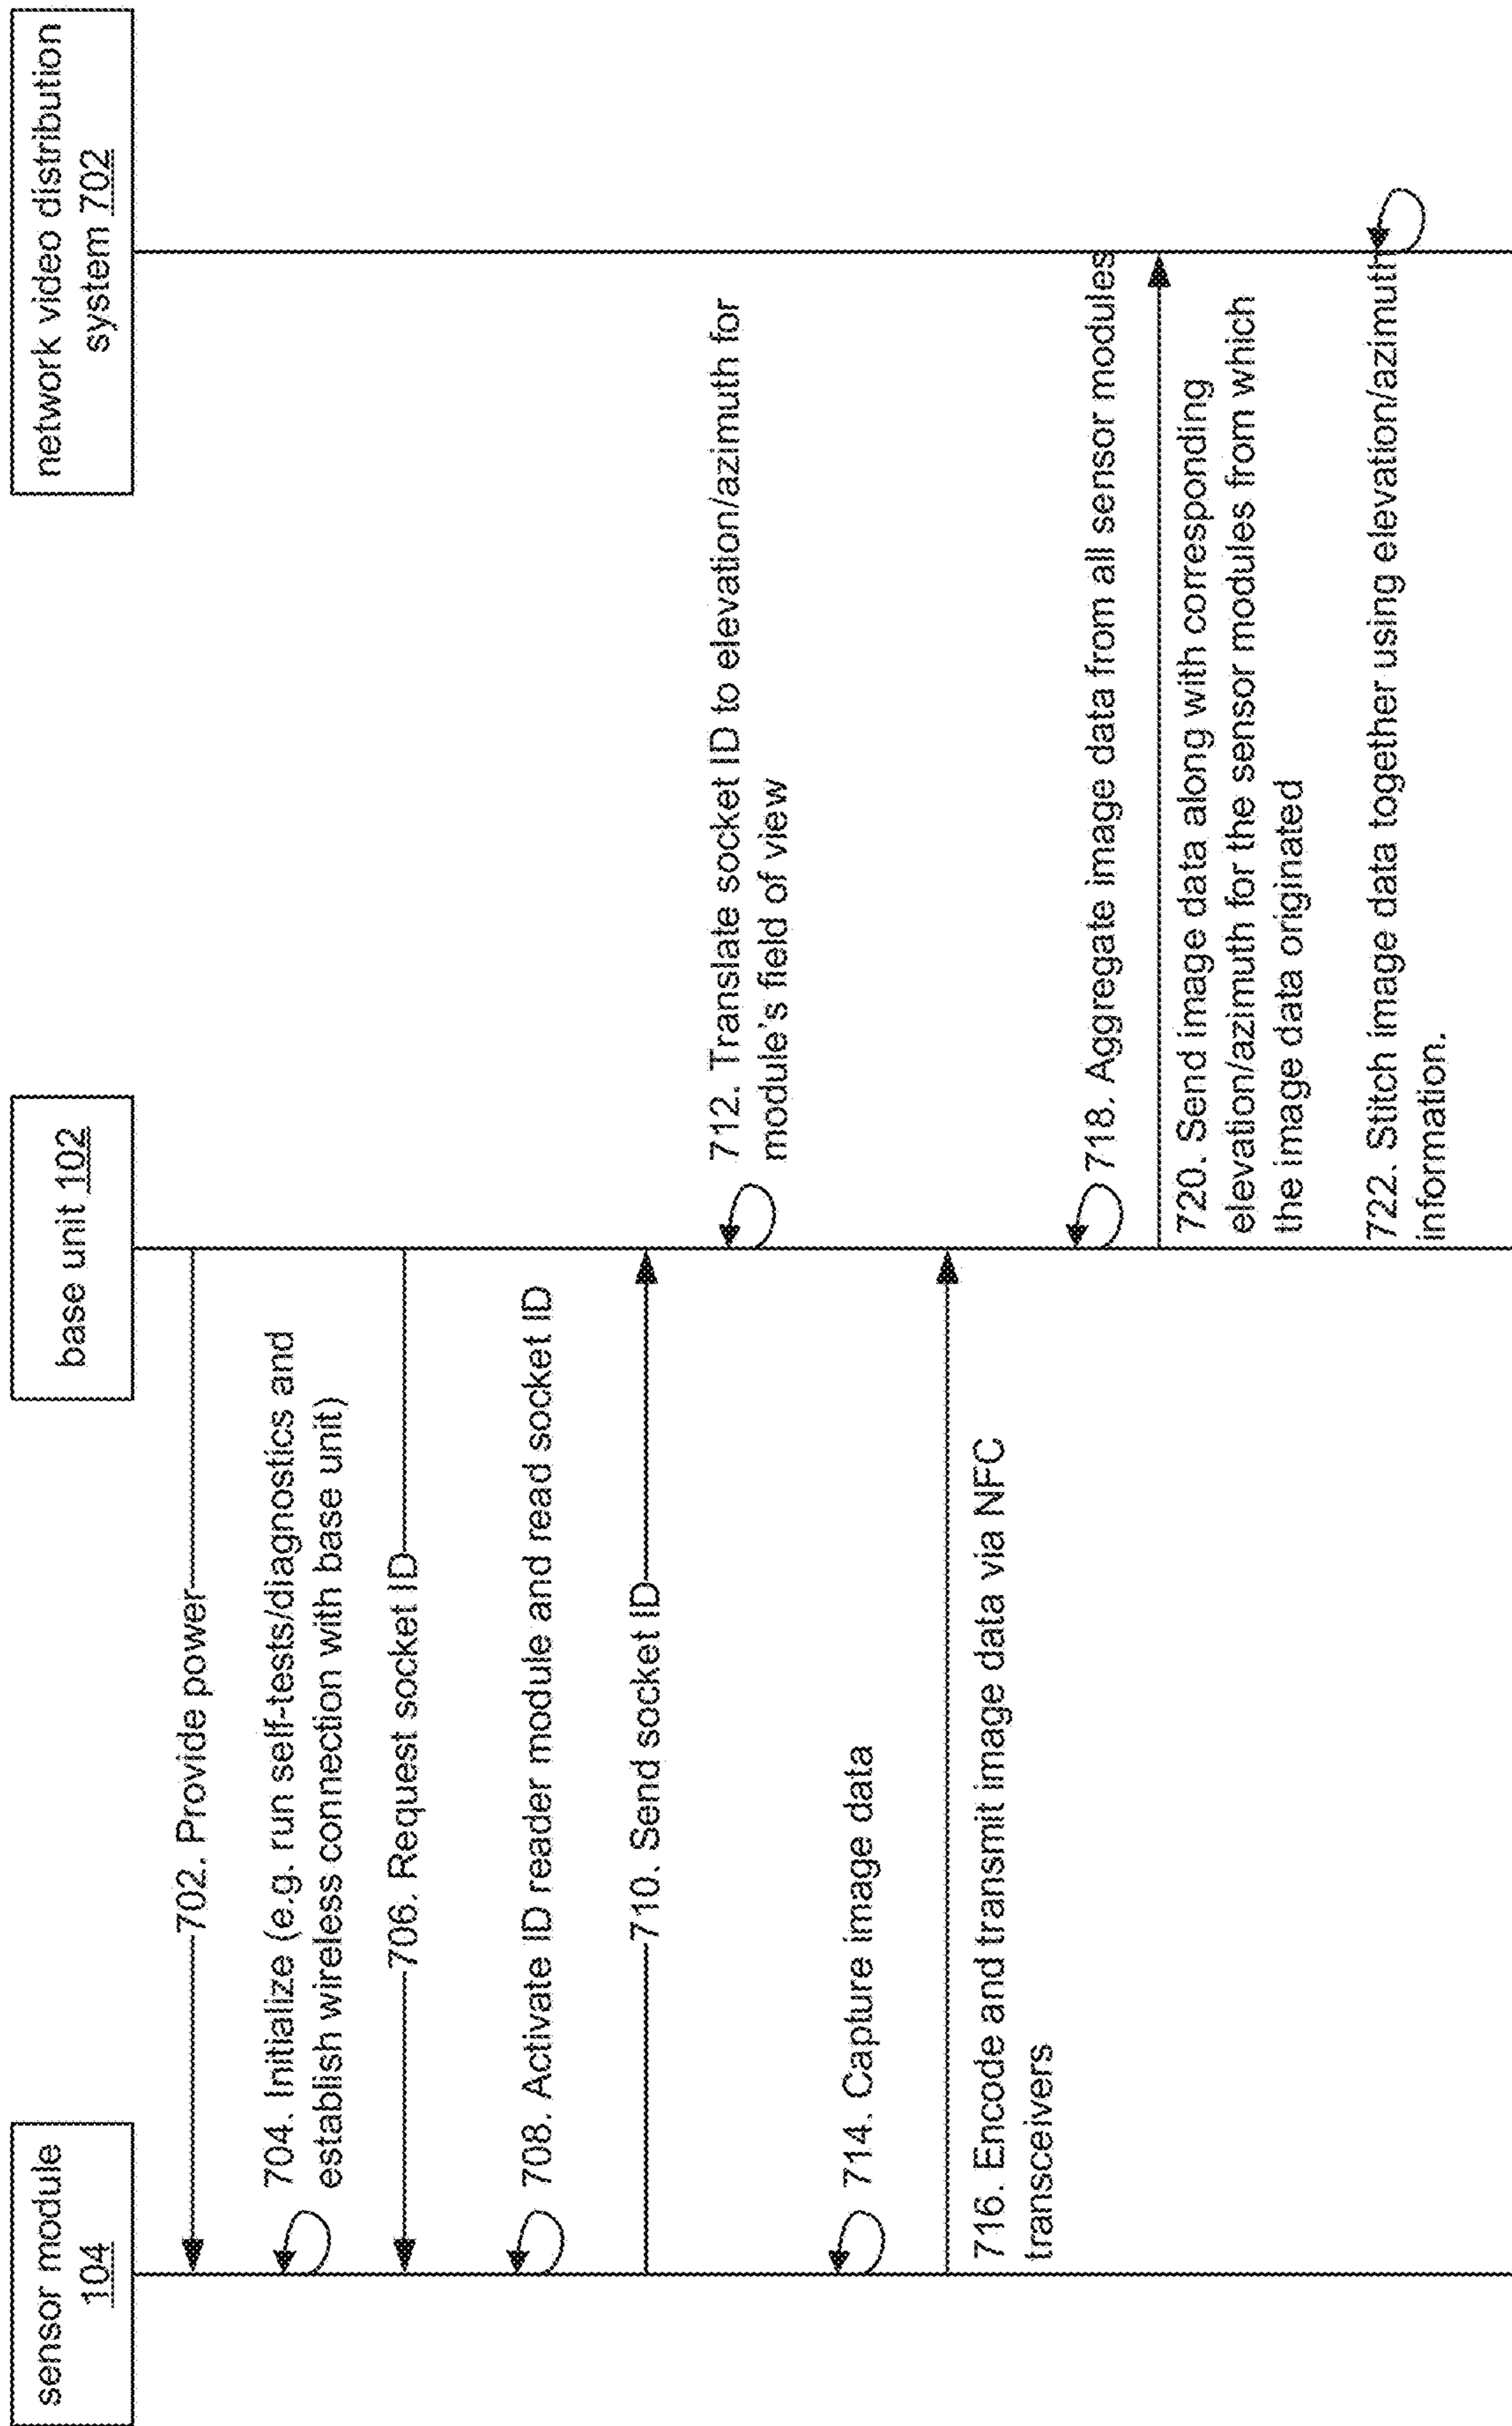 sensor module
104
base unit 102
network video distribution
system 702
702. Provide power
704. Initialize (e.g. run self-tests/diagnostics and
establish wireless connection with base unit)
706. Request socket ID
708. Activate ID reader module and read socket ID
710. Send socket ID
712. Translate socket ID to elevation/azimuth for
module's field of view
714. Capture image data
716. Encode and transmit image data via NFC
transceivers
718. Aggregate image data from all sensor modules
720. Send image data along with corresponding
elevation/azimuth for the sensor modules from which
the image data originated
722. Stitch image data together using elevation/azimuth
information.